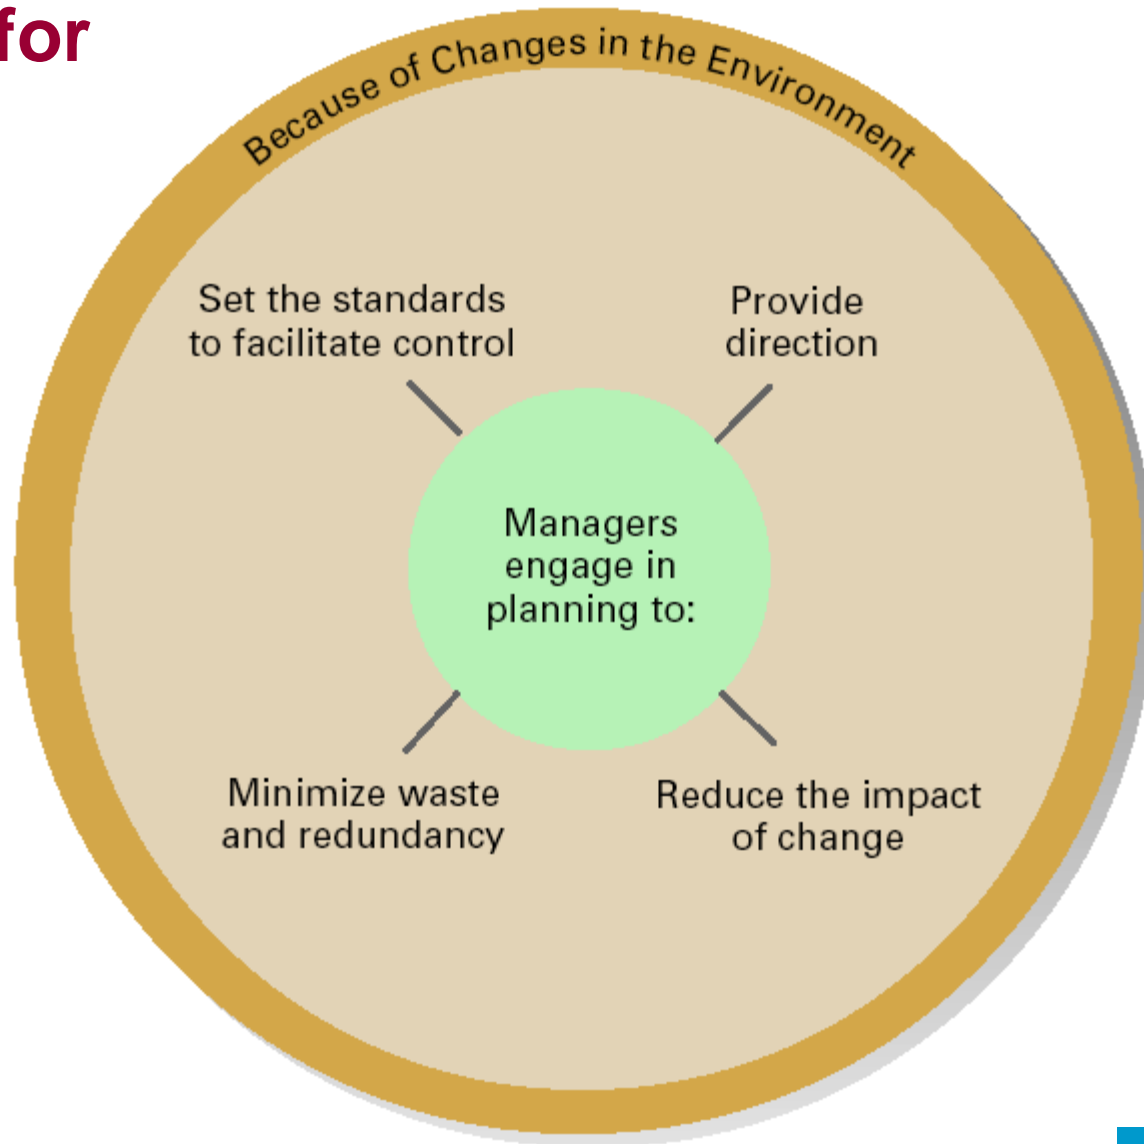 for
Because of Changes in the Environment
Set the standards
to facilitate control
Provide
direction
Managers
engage in
planning to:
Minimize waste
and redundancy
Reduce the impact
of change